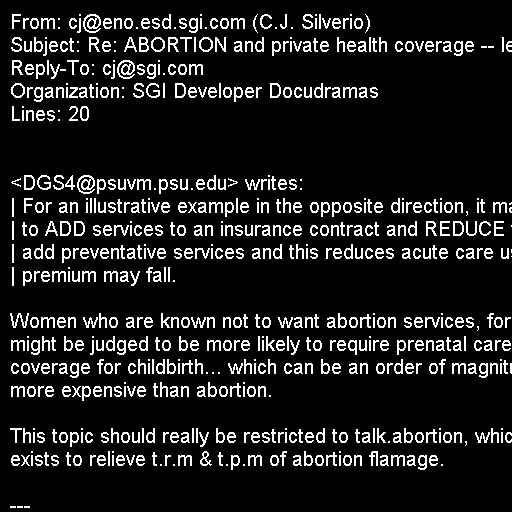 From: cj@eno.esd.sgi.com (C.J. Silverio)
Subject: Re: ABORTION and private health coverage -- le
Reply-To: cj@sgi.com
Organization: SGI Developer Docudramas
Lines: 20
<DGS4@psuvm.psu.edu> writes:
| For an illustrative example in the opposite direction, it ma
| to ADD services to an insurance contract and REDUCE
| add preventative services and this reduces acute care us
| premium may fall.
Women who are known not to want abortion services, for
might be judged to be more likely to require prenatal care
coverage for childbirth... which can be an order of magnitu
more expensive than abortion.
This topic should really be restricted to talk.abortion, whic
exists to relieve t.r.m & t.p.m of abortion flamage.
---